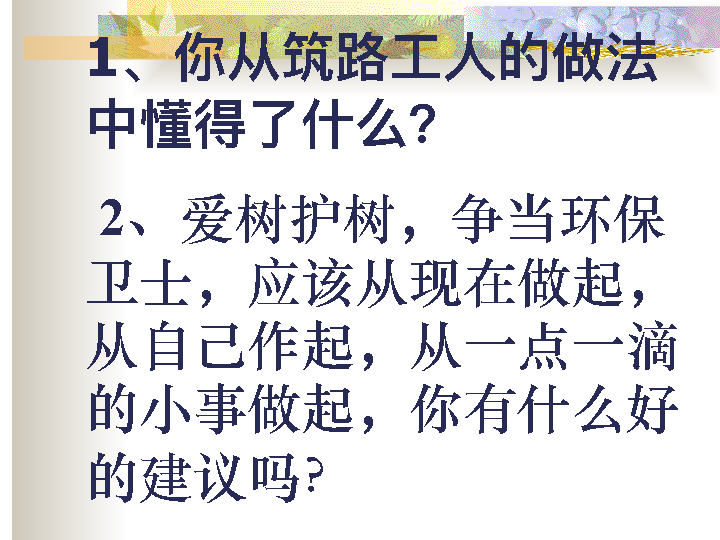 1、你从筑路工人的做法
中懂得了什么?
2、爱树护树，争当环保
卫士，应该从现在做起，
从自己作起，从一点一滴
的小事做起，你有什么好
的建议吗?